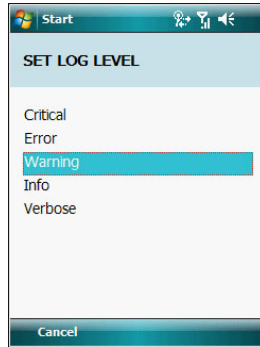 Start
SET LOG LEVEL
Critical
Error
Warning
Info
Verbose
Cancel